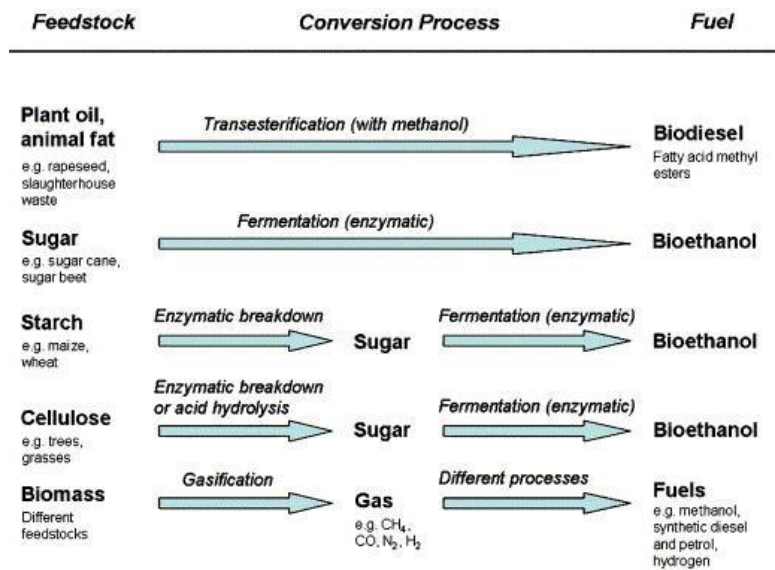 Feedstock Conversion Process Fuel
Plant oil,
animal fat
e.g. rapeseed,
slaughterhouse
waste
Transesterification (with methanol)
Biodiesel
Fatty acid methyl
esters
Sugar
e.g. sugar cane,
sugar beet
Fermentation (enzymatic)
Bioethanol
Starch
e.g. maize,
wheat
Enzymatic breakdown
Sugar
Fermentation (enzymatic)
Bioethanol
Cellulose
e.g. trees,
grasses
Enzymatic breakdown
or acid hydrolysis
Sugar
Fermentation (enzymatic)
Bioethanol
Biomass
Different
feedstocks
Gasification
Gas
e.g. CH₄,
CO, N₂, H₂
Different processes
Fuels
e.g. methanol,
synthetic diesel
and petrol,
hydrogen